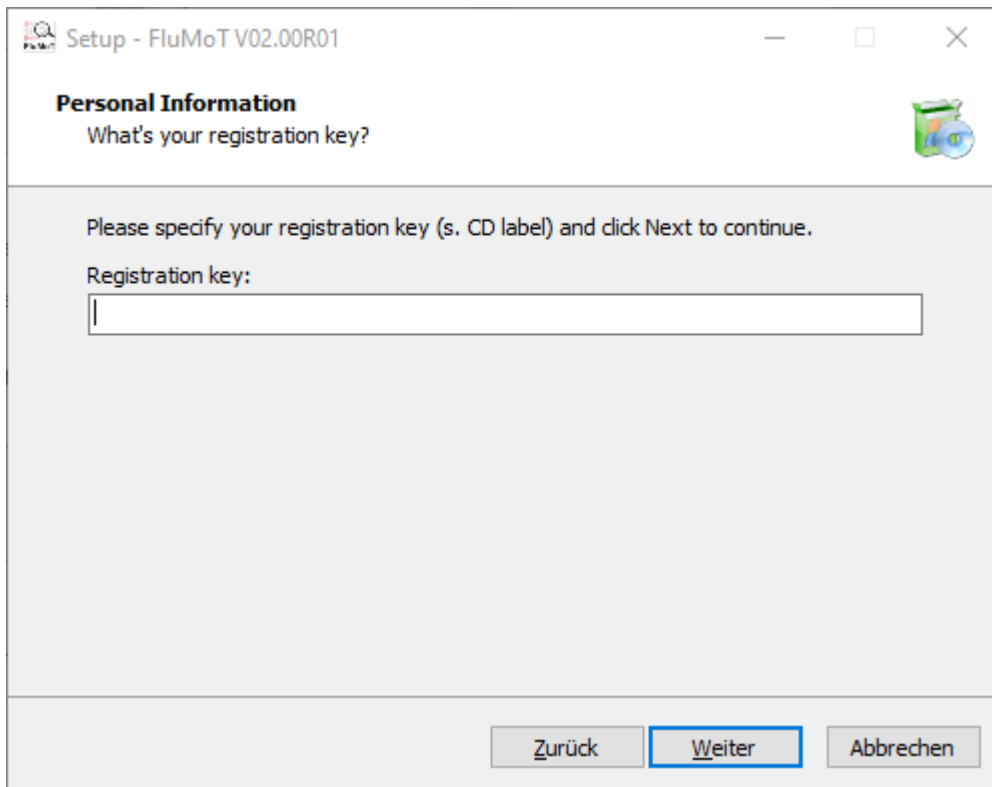 FluMoT
Setup - FluMoT V02.00R01
Personal Information
What's your registration key?
Please specify your registration key (s. CD label) and click Next to continue.
Registration key:
Zurück
Weiter
Abbrechen